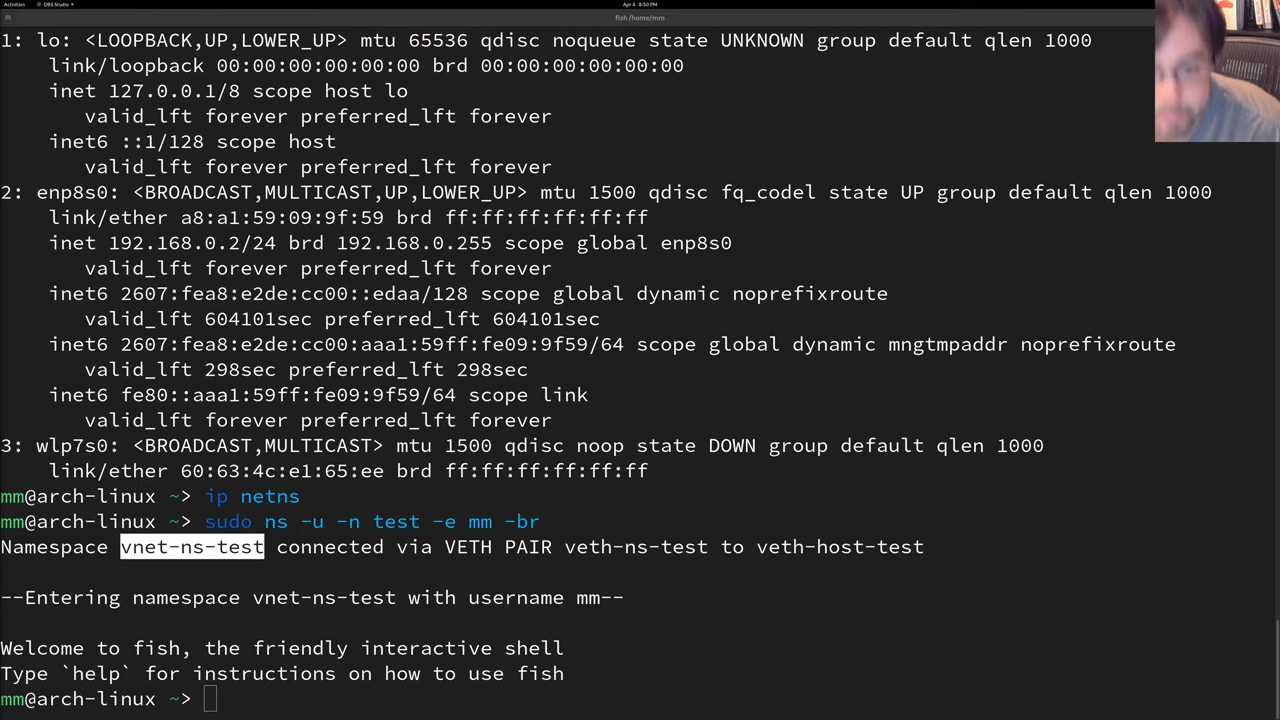 Activities OBS Studio Apr 4 8:50 PM
fish /home/mm
1: lo: <LOOPBACK,UP,LOWER_UP> mtu 65536 qdisc noqueue state UNKNOWN group default qlen 1000
link/loopback 00:00:00:00:00:00 brd 00:00:00:00:00:00
inet 127.0.0.1/8 scope host lo
valid_lft forever preferred_lft forever
inet6 ::1/128 scope host
valid_lft forever preferred_lft forever
2: enp8s0: <BROADCAST,MULTICAST,UP,LOWER_UP> mtu 1500 qdisc fq_codel state UP group default qlen 1000
link/ether a8:a1:59:09:9f:59 brd ff:ff:ff:ff:ff:ff
inet 192.168.0.2/24 brd 192.168.0.255 scope global enp8s0
valid_lft forever preferred_lft forever
inet6 2607:fea8:e2de:cc00::edaa/128 scope global dynamic noprefixroute
valid_lft 604101sec preferred_lft 604101sec
inet6 2607:fea8:e2de:cc00:aaa1:59ff:fe09:9f59/64 scope global dynamic mngtmpaddr noprefixroute
valid_lft 298sec preferred_lft 298sec
inet6 fe80::aaa1:59ff:fe09:9f59/64 scope link
valid_lft forever preferred_lft forever
3: wlp7s0: <BROADCAST,MULTICAST> mtu 1500 qdisc noop state DOWN group default qlen 1000
link/ether 60:63:4c:e1:65:ee brd ff:ff:ff:ff:ff:ff
mm@arch-linux ~> ip netns
mm@arch-linux ~> sudo ns -u -n test -e mm -br
Namespace vnet-ns-test connected via VETH PAIR veth-ns-test to veth-host-test
--Entering namespace vnet-ns-test with username mm--
Welcome to fish, the friendly interactive shell
Type `help` for instructions on how to use fish
mm@arch-linux ~>